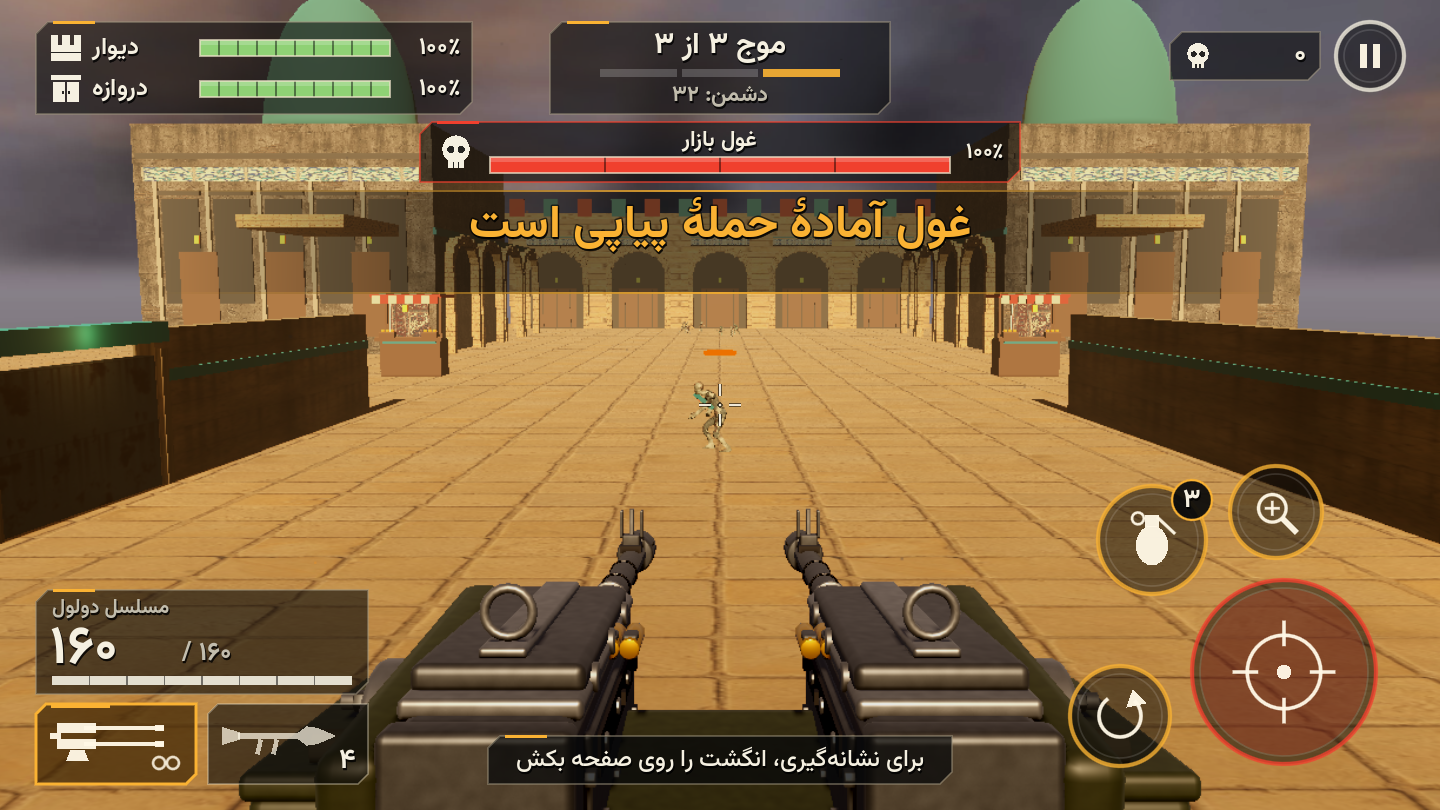 دیوار ۱۰۰٪
دروازه ۱۰۰٪
موج ۳ از ۳
دشمن: ۳۲
۰
غول بازار
۱۰۰٪
غول آمادهٔ حملهٔ پیاپی است
۳
مسلسل دولول
۱۶۰ / ۱۶۰
∞
۴
برای نشانه‌گیری، انگشت را روی صفحه بکش